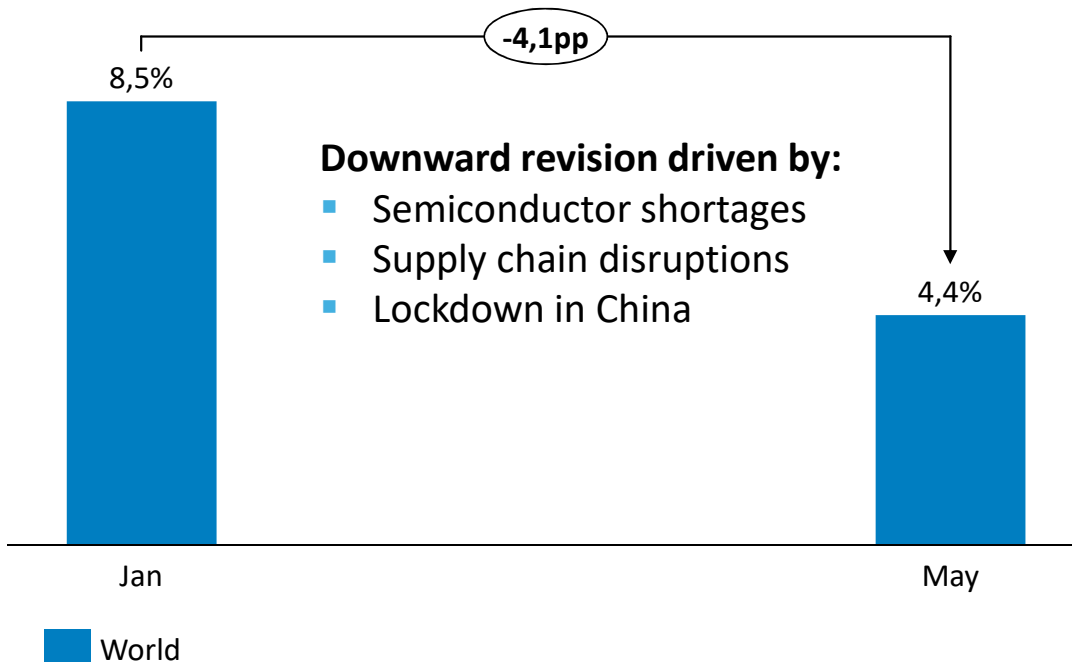 -4,1pp
8,5%
Downward revision driven by:
▪ Semiconductor shortages
▪ Supply chain disruptions
▪ Lockdown in China
4,4%
Jan
May
World